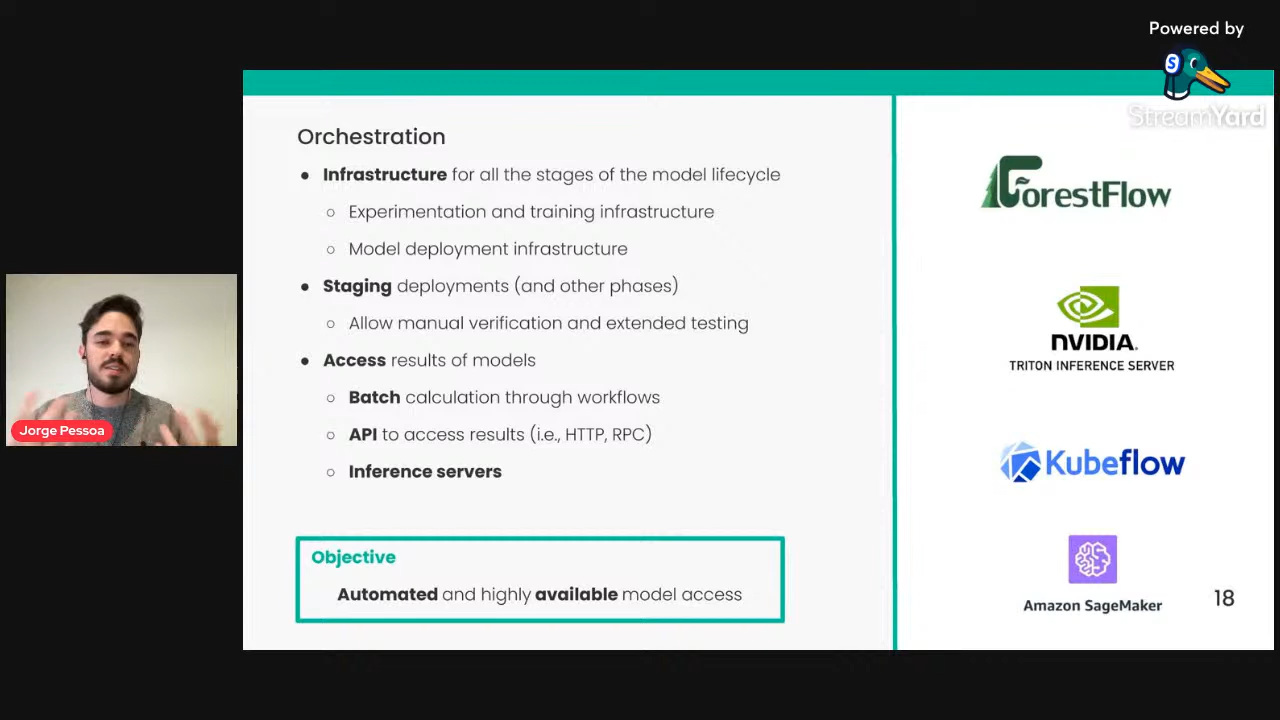 Powered by
S
StreamYard
Orchestration
● Infrastructure for all the stages of the model lifecycle
○ Experimentation and training infrastructure
○ Model deployment infrastructure
● Staging deployments (and other phases)
○ Allow manual verification and extended testing
● Access results of models
○ Batch calculation through workflows
○ API to access results (i.e., HTTP, RPC)
○ Inference servers
Objective
Automated and highly available model access
ForestFlow
NVIDIA.
TRITON INFERENCE SERVER
Kubeflow
Amazon SageMaker
18
Jorge Pessoa